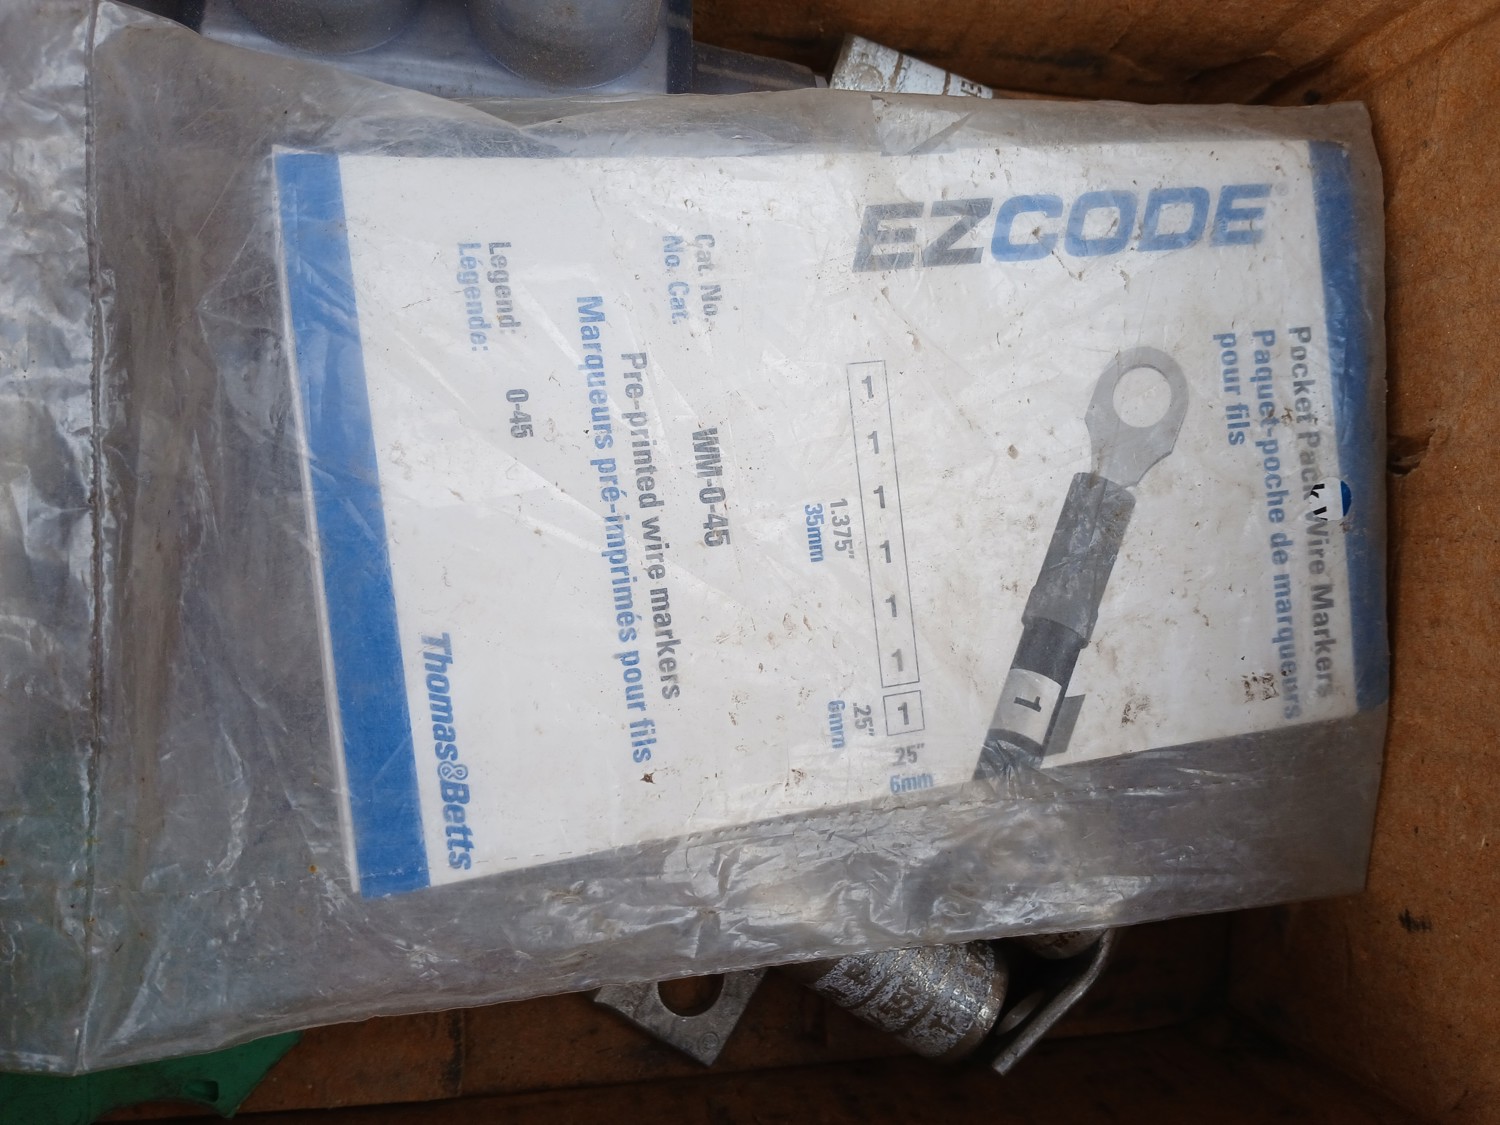 EZCODE®
Pocket Pack Wire Markers
Paquet-poche de marqueurs
pour fils
1
1 1 1 1 1 1 1
1.375" .25" .25"
35mm 6mm 6mm
Cat. No. WM-0-45
No. Cat.
Pre-printed wire markers
Marqueurs pré-imprimés pour fils
Legend: 0-45
Légende:
Thomas&Betts